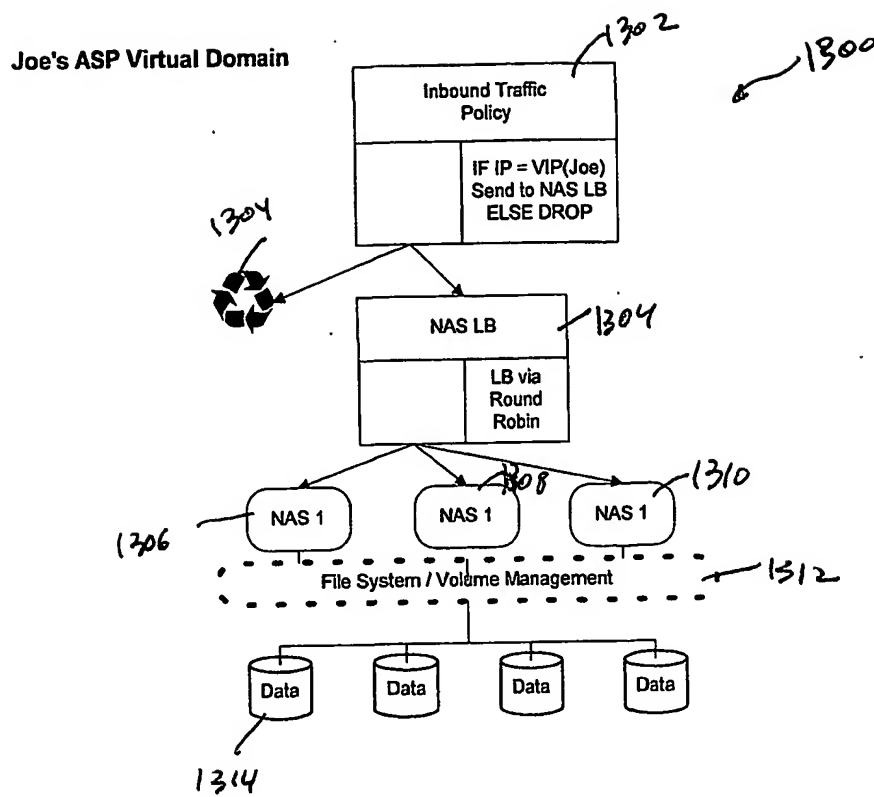 1302
1300
Joe's ASP Virtual Domain
Inbound Traffic
Policy
IF IP = VIP(Joe)
Send to NAS LB
ELSE DROP
1304
NAS LB
1304
LB via
Round
Robin
1308
1310
NAS 1
NAS 1
NAS 1
1306
File System / Volume Management
1312
Data
Data
Data
Data
1314